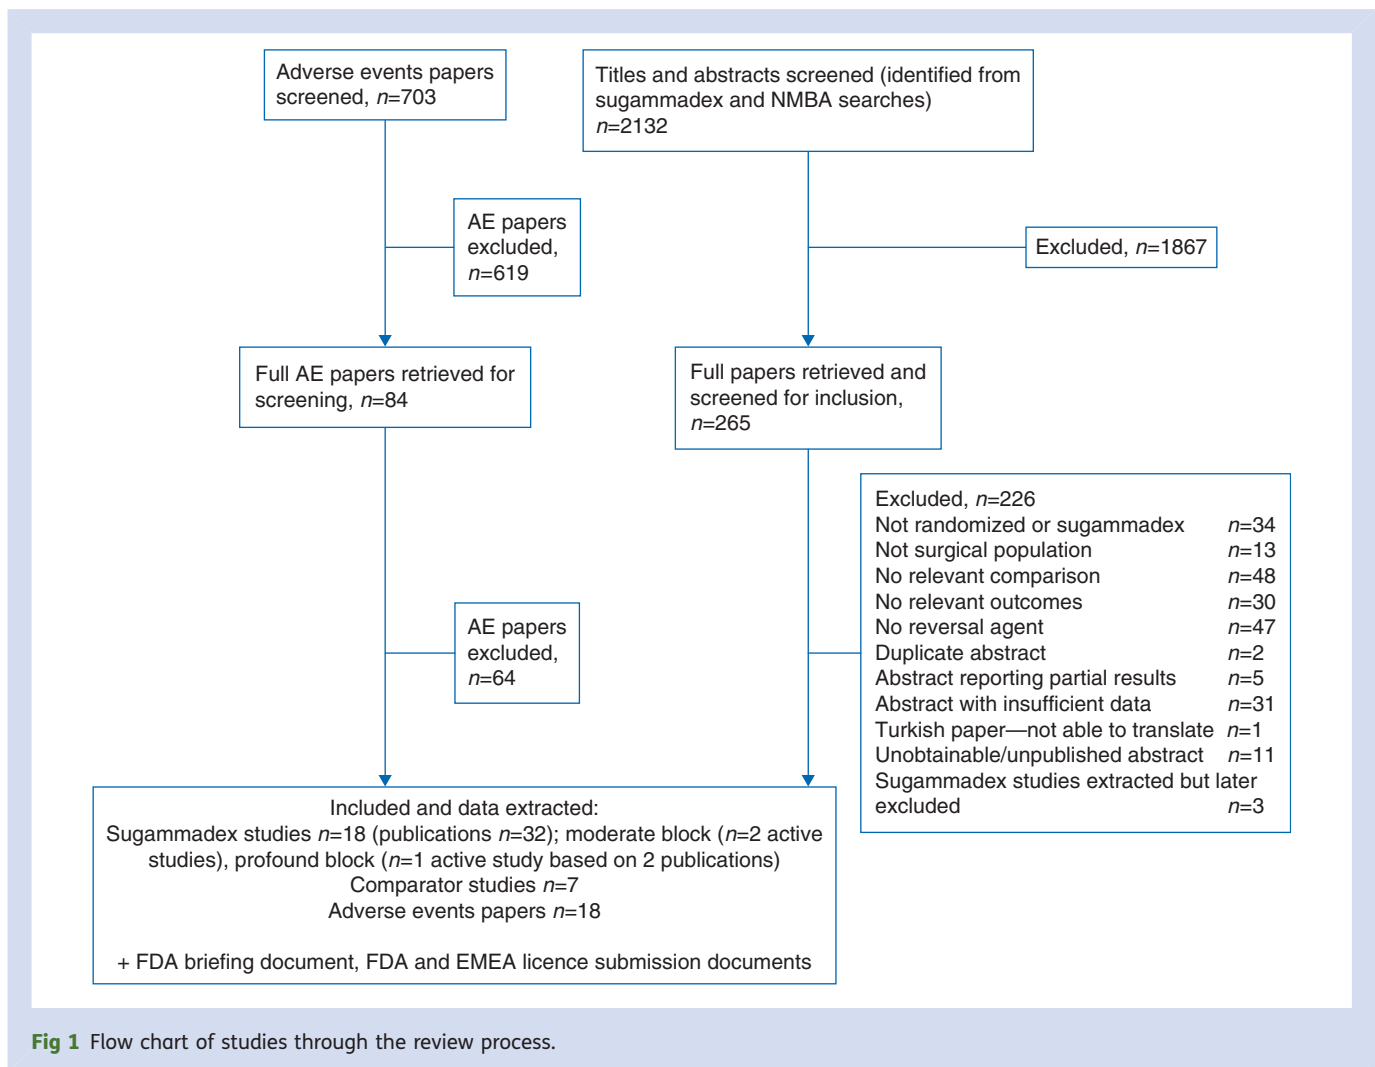 Adverse events papers
screened, n=703
Titles and abstracts screened (identified from
sugammadex and NMBA searches)
n=2132
AE papers
excluded,
n=619
Excluded, n=1867
Full AE papers retrieved for
screening, n=84
Full papers retrieved and
screened for inclusion,
n=265
Excluded, n=226
Not randomized or sugammadex n=34
Not surgical population n=13
No relevant comparison n=48
No relevant outcomes n=30
No reversal agent n=47
Duplicate abstract n=2
Abstract reporting partial results n=5
Abstract with insufficient data n=31
Turkish paper—not able to translate n=1
Unobtainable/unpublished abstract n=11
Sugammadex studies extracted but later
excluded n=3
AE papers
excluded,
n=64
Included and data extracted:
Sugammadex studies n=18 (publications n=32); moderate block (n=2 active
studies), profound block (n=1 active study based on 2 publications)
Comparator studies n=7
Adverse events papers n=18
+ FDA briefing document, FDA and EMEA licence submission documents
Fig 1 Flow chart of studies through the review process.